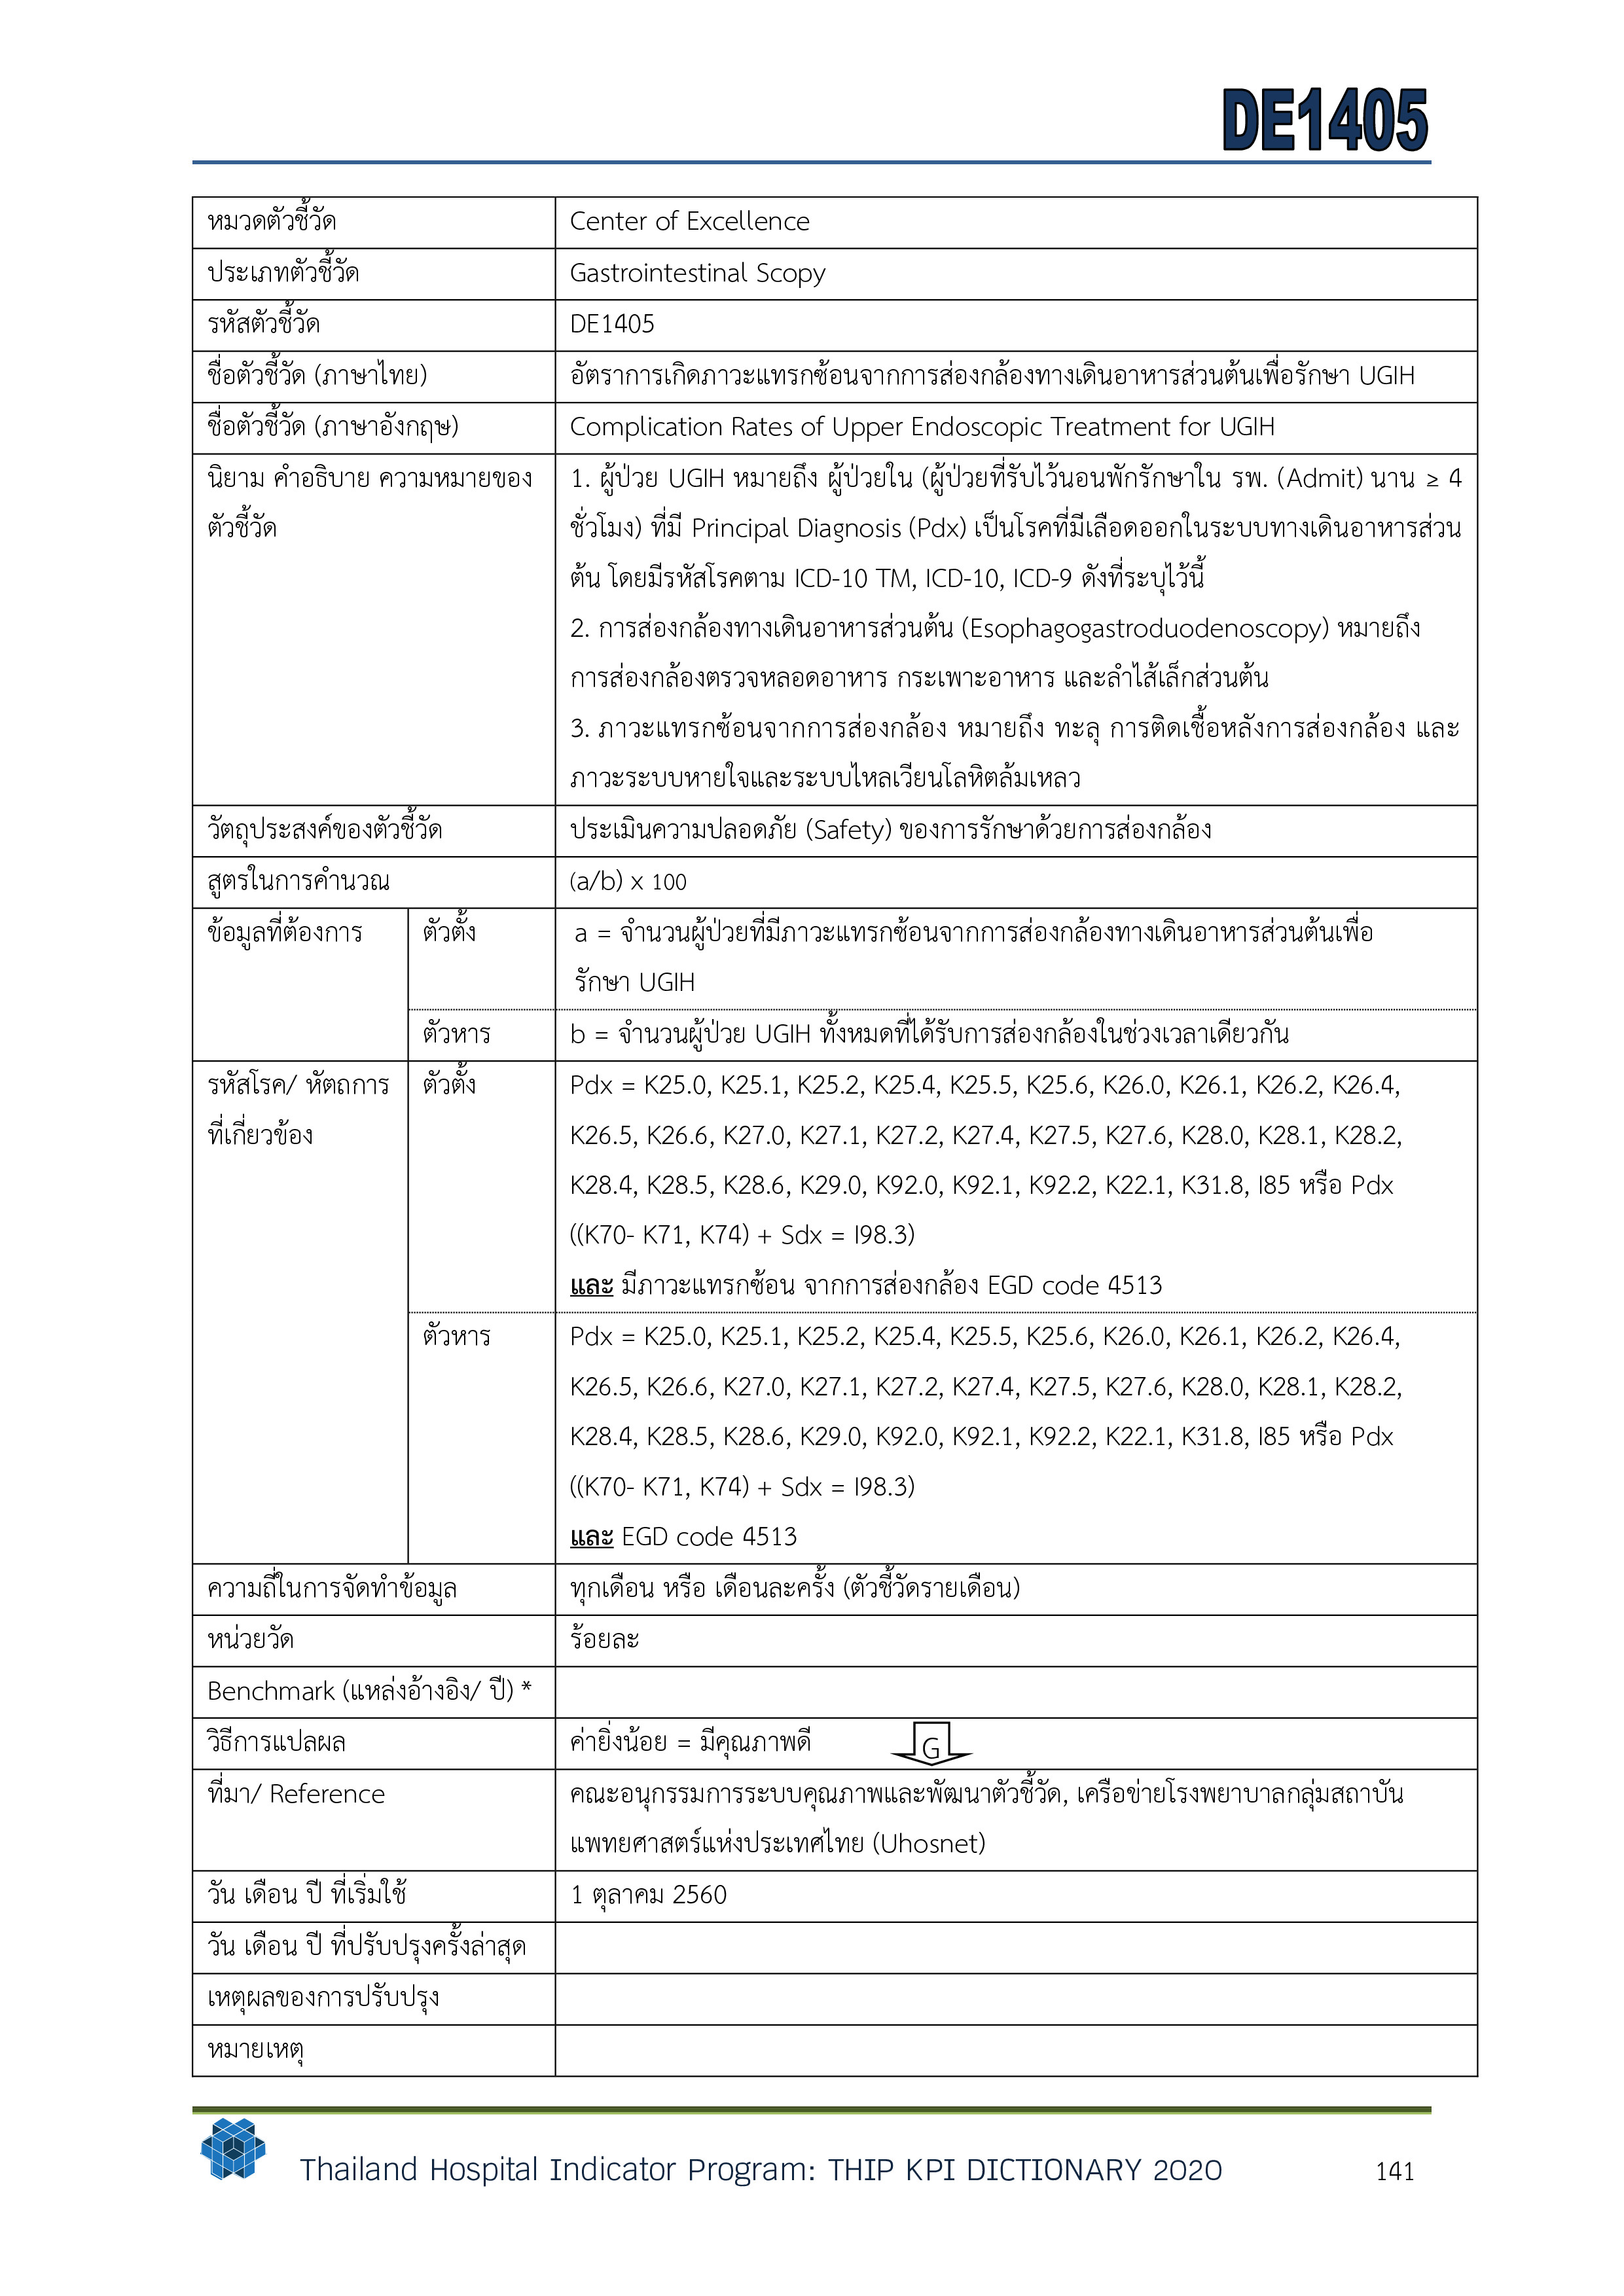 DE1405
หมวดตัวชี้วัด Center of Excellence
ประเภทตัวชี้วัด Gastrointestinal Scopy
รหัสตัวชี้วัด DE1405
ชื่อตัวชี้วัด (ภาษาไทย) อัตราการเกิดภาวะแทรกซ้อนจากการส่องกล้องทางเดินอาหารส่วนต้นเพื่อรักษา UGIH
ชื่อตัวชี้วัด (ภาษาอังกฤษ) Complication Rates of Upper Endoscopic Treatment for UGIH
นิยาม คำอธิบาย ความหมายของ
ตัวชี้วัด
1. ผู้ป่วย UGIH หมายถึง ผู้ป่วยใน (ผู้ป่วยที่รับไว้นอนพักรักษาใน รพ. (Admit) นาน ≥ 4
ชั่วโมง) ที่มี Principal Diagnosis (Pdx) เป็นโรคที่มีเลือดออกในระบบทางเดินอาหารส่วน
ต้น โดยมีรหัสโรคตาม ICD-10 TM, ICD-10, ICD-9 ดังที่ระบุไว้นี้
2. การส่องกล้องทางเดินอาหารส่วนต้น (Esophagogastroduodenoscopy) หมายถึง
การส่องกล้องตรวจหลอดอาหาร กระเพาะอาหาร และลำไส้เล็กส่วนต้น
3. ภาวะแทรกซ้อนจากการส่องกล้อง หมายถึง ทะลุ การติดเชื้อหลังการส่องกล้อง และ
ภาวะระบบหายใจและระบบไหลเวียนโลหิตล้มเหลว
วัตถุประสงค์ของตัวชี้วัด ประเมินความปลอดภัย (Safety) ของการรักษาด้วยการส่องกล้อง
สูตรในการคำนวณ (a/b) x 100
ข้อมูลที่ต้องการ ตัวตั้ง a = จำนวนผู้ป่วยที่มีภาวะแทรกซ้อนจากการส่องกล้องทางเดินอาหารส่วนต้นเพื่อ
รักษา UGIH
ตัวหาร b = จำนวนผู้ป่วย UGIH ทั้งหมดที่ได้รับการส่องกล้องในช่วงเวลาเดียวกัน
รหัสโรค/ หัตถการ
ที่เกี่ยวข้อง
ตัวตั้ง Pdx = K25.0, K25.1, K25.2, K25.4, K25.5, K25.6, K26.0, K26.1, K26.2, K26.4,
K26.5, K26.6, K27.0, K27.1, K27.2, K27.4, K27.5, K27.6, K28.0, K28.1, K28.2,
K28.4, K28.5, K28.6, K29.0, K92.0, K92.1, K92.2, K22.1, K31.8, I85 หรือ Pdx
((K70- K71, K74) + Sdx = I98.3)
และ มีภาวะแทรกซ้อน จากการส่องกล้อง EGD code 4513
ตัวหาร Pdx = K25.0, K25.1, K25.2, K25.4, K25.5, K25.6, K26.0, K26.1, K26.2, K26.4,
K26.5, K26.6, K27.0, K27.1, K27.2, K27.4, K27.5, K27.6, K28.0, K28.1, K28.2,
K28.4, K28.5, K28.6, K29.0, K92.0, K92.1, K92.2, K22.1, K31.8, I85 หรือ Pdx
((K70- K71, K74) + Sdx = I98.3)
และ EGD code 4513
ความถี่ในการจัดทำข้อมูล ทุกเดือน หรือ เดือนละครั้ง (ตัวชี้วัดรายเดือน)
หน่วยวัด ร้อยละ
Benchmark (แหล่งอ้างอิง/ ปี) *
วิธีการแปลผล ค่ายิ่งน้อย = มีคุณภาพดี G
ที่มา/ Reference คณะอนุกรรมการระบบคุณภาพและพัฒนาตัวชี้วัด, เครือข่ายโรงพยาบาลกลุ่มสถาบัน
แพทยศาสตร์แห่งประเทศไทย (Uhosnet)
วัน เดือน ปี ที่เริ่มใช้ 1 ตุลาคม 2560
วัน เดือน ปี ที่ปรับปรุงครั้งล่าสุด
เหตุผลของการปรับปรุง
หมายเหตุ
Thailand Hospital Indicator Program: THIP KPI DICTIONARY 2020 141